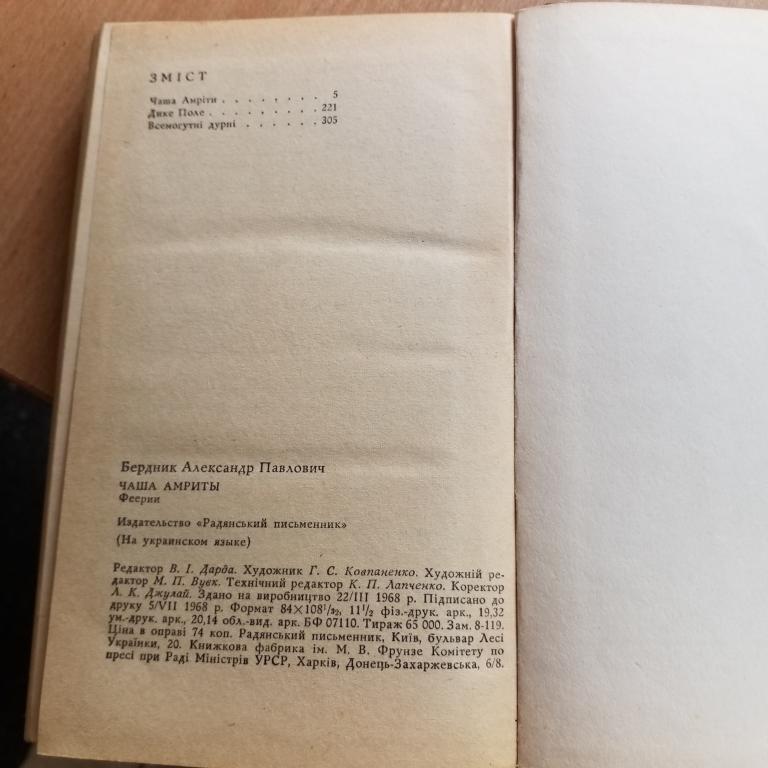 ЗМІСТ
Чаша Амріти . . . . . . . . 5
Дике Поле . . . . . . . . . 221
Всемогутні дурні . . . . . . 305
Бердник Александр Павлович
ЧАША АМРИТЫ
Феерии
Издательство «Радянський письменник»
(На украинском языке)
Редактор В. І. Дарда. Художник Г. С. Ковпаненко. Художній ре-
дактор М. П. Вуєк. Технічний редактор К. П. Лапченко. Коректор
Л. К. Джулай. Здано на виробництво 22/III 1968 р. Підписано до
друку 5/VII 1968 р. Формат 84×108¹/₃₂, 11¹/₂ фіз.-друк. арк., 19,32
ум.-друк. арк., 20,14 обл.-вид. арк. БФ 07110. Тираж 65 000. Зам. 8-119.
Ціна в оправі 74 коп. Радянський письменник, Київ, бульвар Лесі
Українки, 20. Книжкова фабрика ім. М. В. Фрунзе Комітету по
пресі при Раді Міністрів УРСР, Харків, Донець-Захаржевська, 6/8.